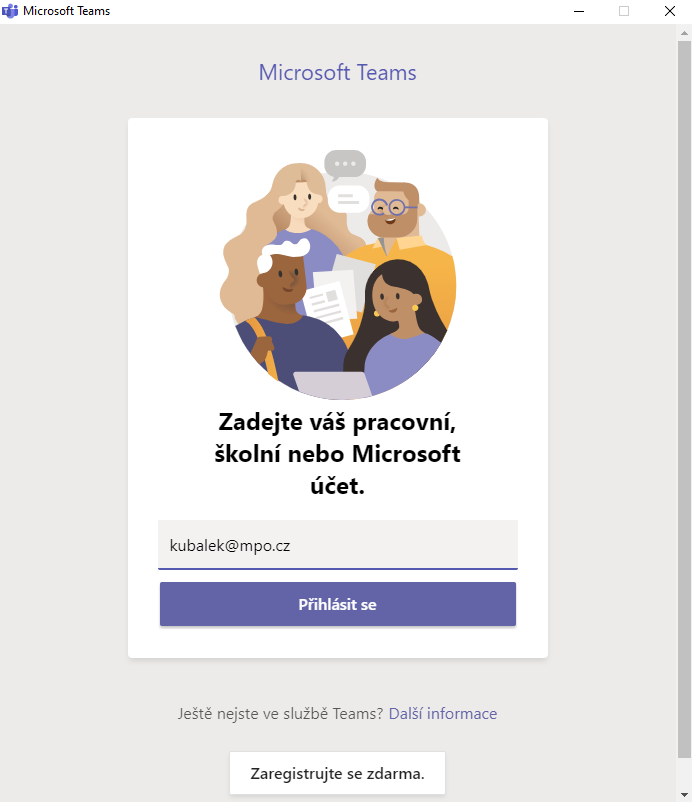 Microsoft Teams
Microsoft Teams
Zadejte váš pracovní,
školní nebo Microsoft
účet.
kubalek@mpo.cz
Přihlásit se
Ještě nejste ve službě Teams? Další informace
Zaregistrujte se zdarma.